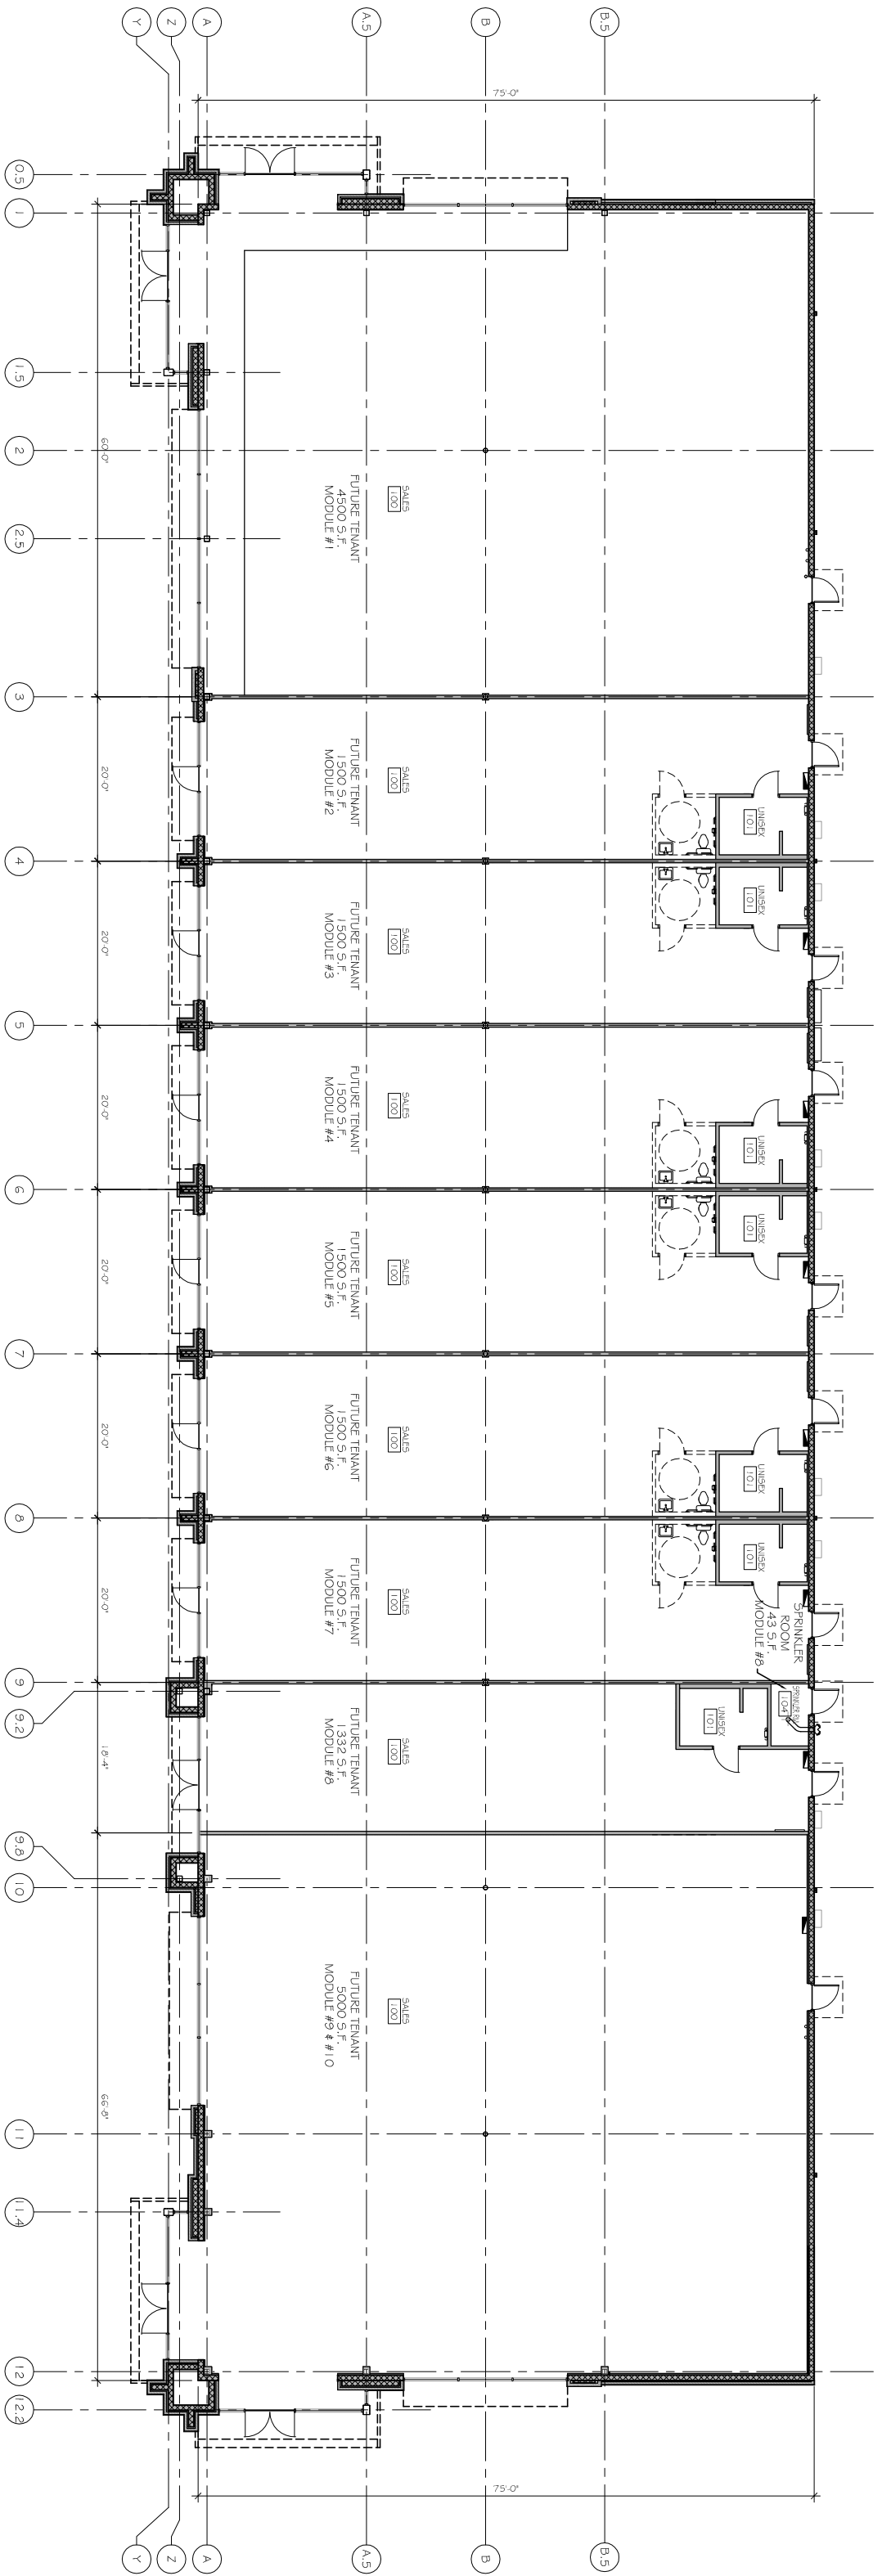 Y
Z
A
A.5
B
B.5
75'-0"
0.5
1
1.5
2
2.5
3
4
5
6
7
8
9
9.2
9.8
10
11
11.4
12
12.2
60'-0"
20'-0"
20'-0"
20'-0"
20'-0"
20'-0"
20'-0"
18'-4"
66'-8"
SALES
100
FUTURE TENANT
4500 S.F.
MODULE #1
SALES
100
FUTURE TENANT
1500 S.F.
MODULE #2
UNISEX
101
SALES
100
FUTURE TENANT
1500 S.F.
MODULE #3
UNISEX
101
SALES
100
FUTURE TENANT
1500 S.F.
MODULE #4
UNISEX
101
SALES
100
FUTURE TENANT
1500 S.F.
MODULE #5
UNISEX
101
SALES
100
FUTURE TENANT
1500 S.F.
MODULE #6
UNISEX
101
SALES
100
FUTURE TENANT
1500 S.F.
MODULE #7
UNISEX
101
SPRINKLER
ROOM
43 S.F.
MODULE #8
SPRINKLER RM
104
SALES
100
FUTURE TENANT
1332 S.F.
MODULE #8
UNISEX
101
SALES
100
FUTURE TENANT
5000 S.F.
MODULE #9 & #10
75'-0"
Y
Z
A
A.5
B
B.5